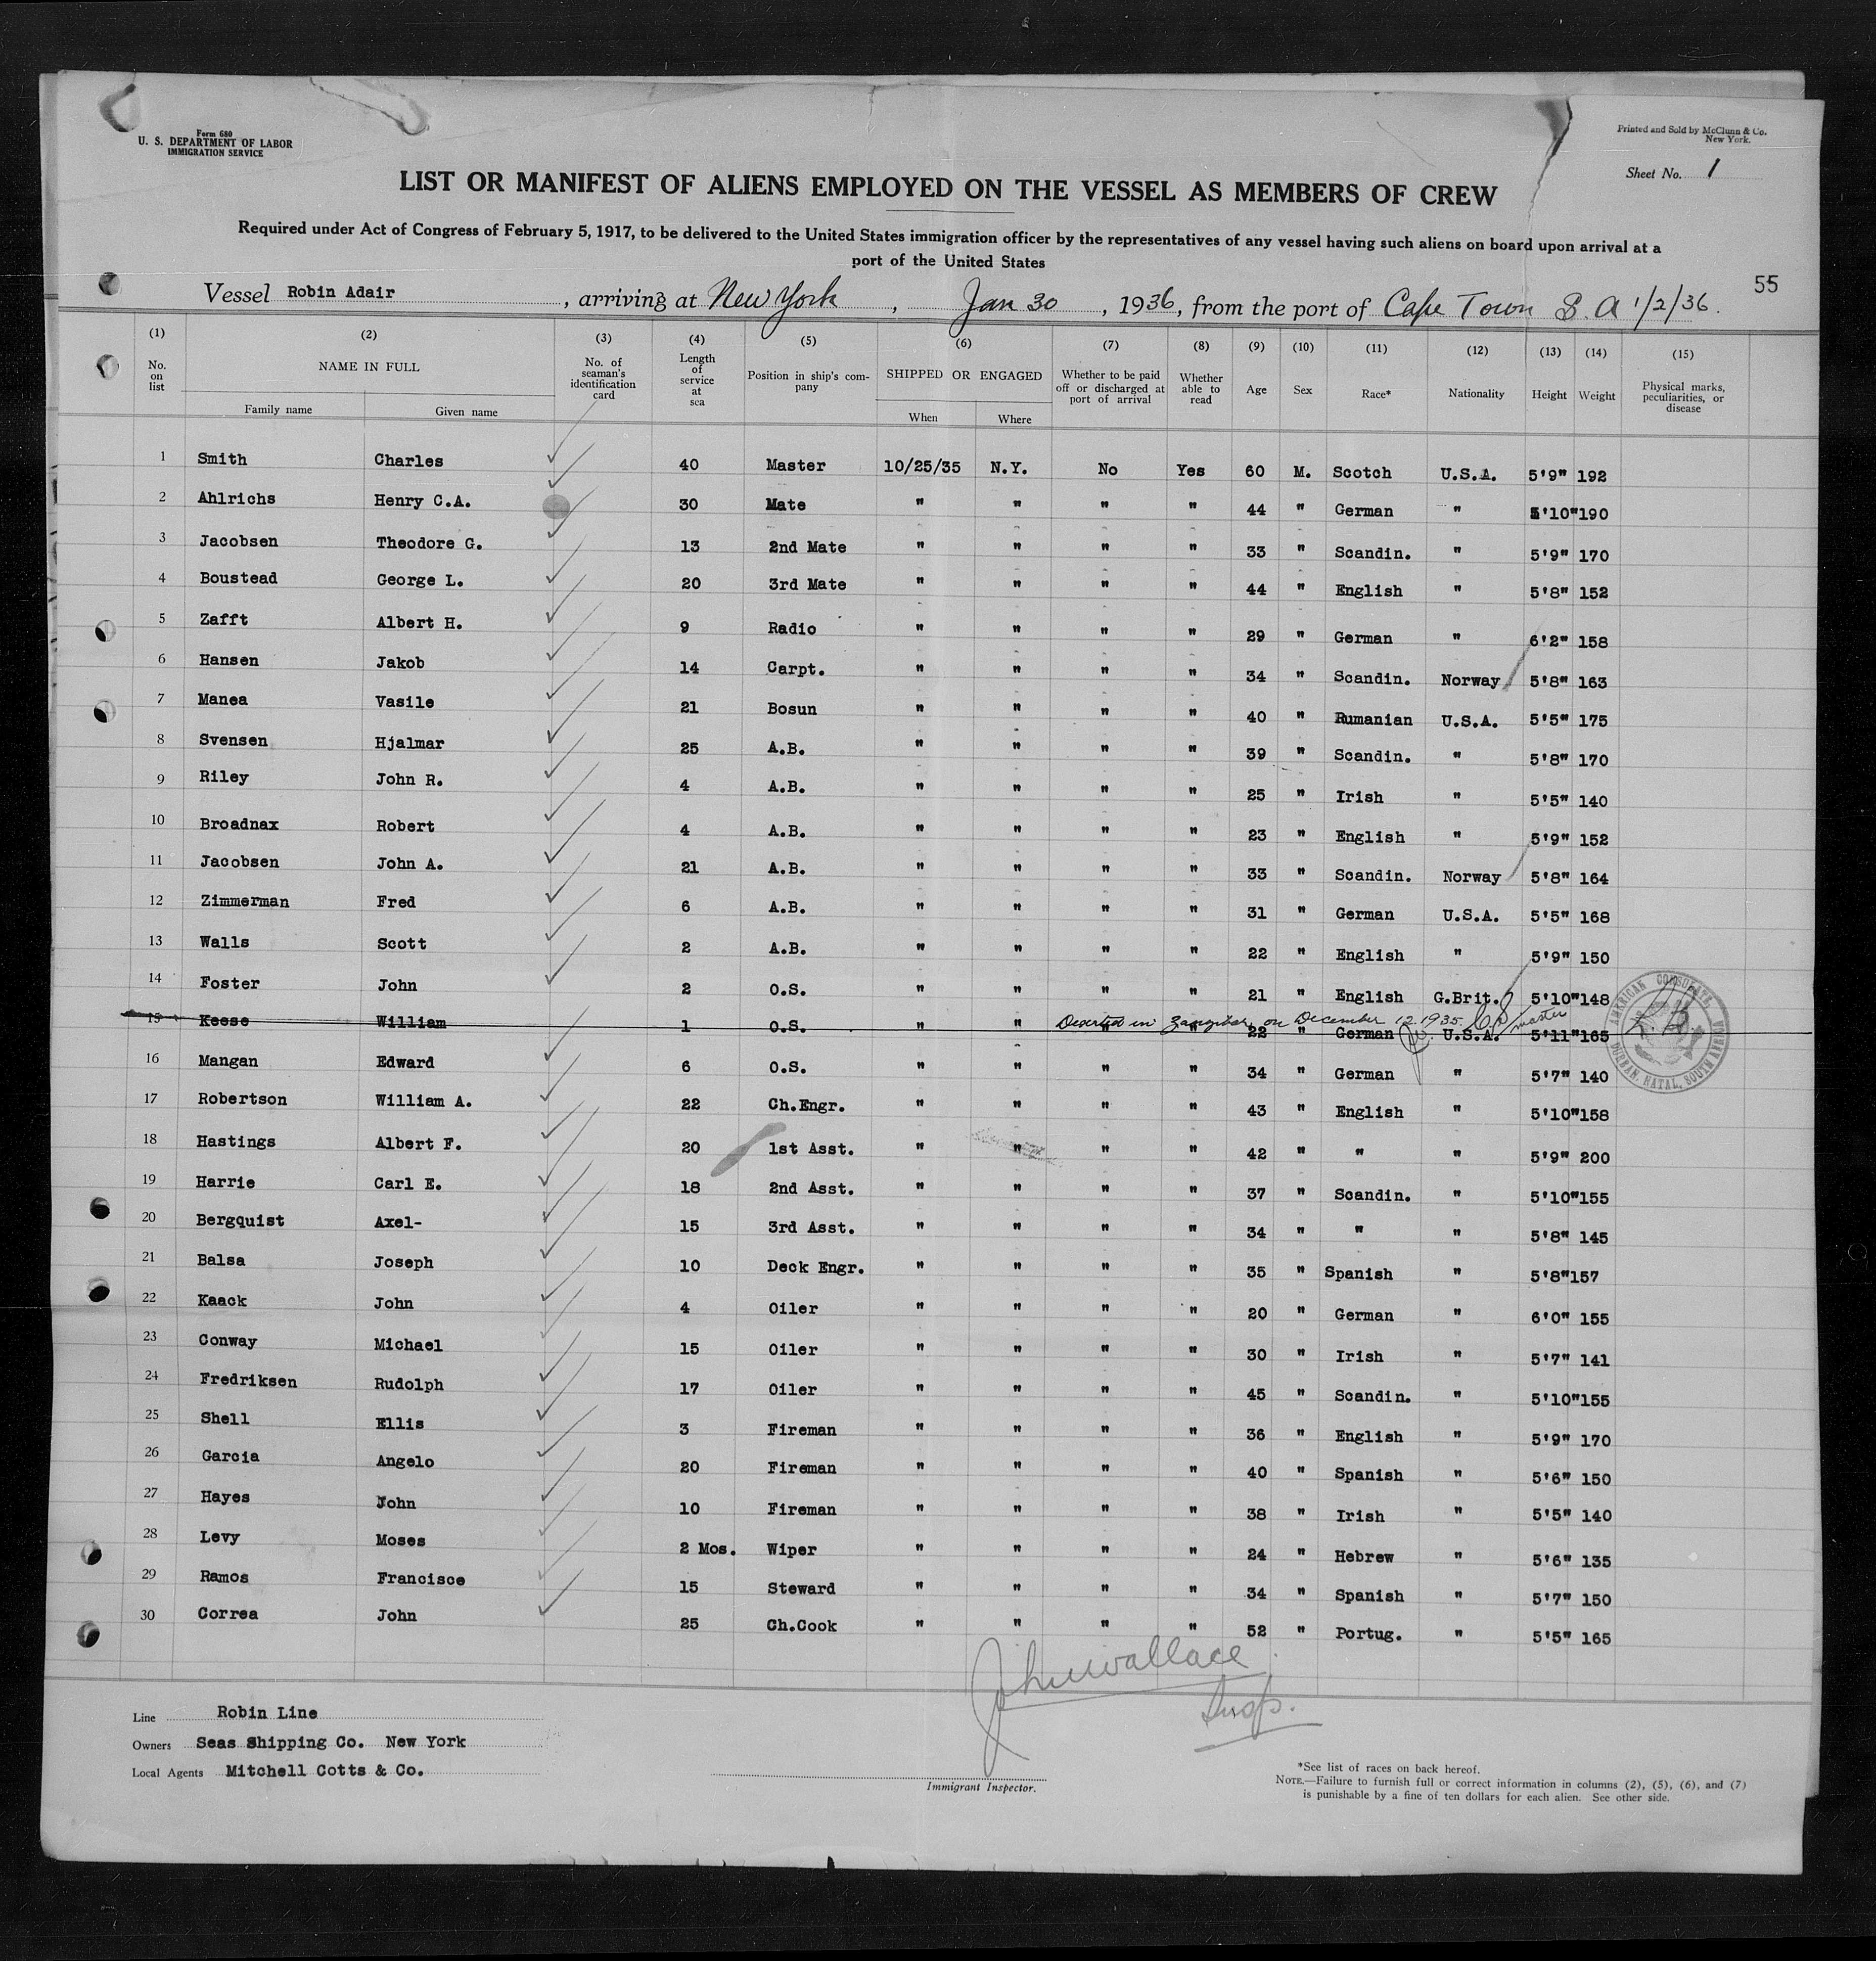 Form 680
U. S. DEPARTMENT OF LABOR
IMMIGRATION SERVICE
Printed and Sold by McClunn & Co.
New York.
Sheet No. 1
LIST OR MANIFEST OF ALIENS EMPLOYED ON THE VESSEL AS MEMBERS OF CREW
Required under Act of Congress of February 5, 1917, to be delivered to the United States immigration officer by the representatives of any vessel having such aliens on board upon arrival at a
port of the United States
55
Vessel Robin Adair, arriving at New York, Jan 30, 1936, from the port of Cape Town S. A 1/2/36.
(1) (2) (3) (4) (5) (6) (7) (8) (9) (10) (11) (12) (13) (14) (15)
No. on list NAME IN FULL No. of seaman's identification card Length of service at sea Position in ship's company SHIPPED OR ENGAGED Whether to be paid off or discharged at port of arrival Whether able to read Age Sex Race* Nationality Height Weight Physical marks, peculiarities, or disease
Family name Given name When Where
1 Smith Charles 40 Master 10/25/35 N.Y. No Yes 60 M. Scotch U.S.A. 5'9" 192
2 Ahlrichs Henry C.A. 30 Mate " " " " 44 " German " 5'10" 190
3 Jacobsen Theodore G. 13 2nd Mate " " " " 33 " Scandin. " 5'9" 170
4 Boustead George L. 20 3rd Mate " " " " 44 " English " 5'8" 152
5 Zafft Albert H. 9 Radio " " " " 29 " German " 6'2" 158
6 Hansen Jakob 14 Carpt. " " " " 34 " Scandin. Norway 5'8" 163
7 Manea Vasile 21 Bosun " " " " 40 " Rumanian U.S.A. 5'5" 175
8 Svensen Hjalmar 25 A.B. " " " " 39 " Scandin. " 5'8" 170
9 Riley John R. 4 A.B. " " " " 25 " Irish " 5'5" 140
10 Broadnax Robert 4 A.B. " " " " 23 " English " 5'9" 152
11 Jacobsen John A. 21 A.B. " " " " 33 " Scandin. Norway 5'8" 164
12 Zimmerman Fred 6 A.B. " " " " 31 " German U.S.A. 5'5" 168
13 Walls Scott 2 A.B. " " " " 22 " English " 5'9" 150
14 Foster John 2 O.S. " " " " 21 " English G.Brit. 5'10" 148
Deserted in Zanzibar on December 12 1935 master
15 Keese William 1 O.S. " " " 22 " German U.S.A. 5'11" 165
AMERICAN CONSULATE DURBAN, NATAL, SOUTH AFRICA
16 Mangan Edward 6 O.S. " " " " 34 " German " 5'7" 140
17 Robertson William A. 22 Ch.Engr. " " " " 43 " English " 5'10" 158
18 Hastings Albert F. 20 1st Asst. " " " " 42 " " " 5'9" 200
19 Harrie Carl E. 18 2nd Asst. " " " " 37 " Scandin. " 5'10" 155
20 Bergquist Axel- 15 3rd Asst. " " " " 34 " " " 5'8" 145
21 Balsa Joseph 10 Deck Engr. " " " " 35 " Spanish " 5'8" 157
22 Kaack John 4 Oiler " " " " 20 " German " 6'0" 155
23 Conway Michael 15 Oiler " " " " 30 " Irish " 5'7" 141
24 Fredriksen Rudolph 17 Oiler " " " " 45 " Scandin. " 5'10" 155
25 Shell Ellis 3 Fireman " " " " 36 " English " 5'9" 170
26 Garcia Angelo 20 Fireman " " " " 40 " Spanish " 5'6" 150
27 Hayes John 10 Fireman " " " " 38 " Irish " 5'5" 140
28 Levy Moses 2 Mos. Wiper " " " " 24 " Hebrew " 5'6" 135
29 Ramos Francisce 15 Steward " " " " 34 " Spanish " 5'7" 150
30 Correa John 25 Ch.Cook " " " " 52 " Portug. " 5'5" 165
John Wallace
Insp.
Line Robin Line
Owners Seas Shipping Co. New York
Local Agents Mitchell Cotts & Co.
Immigrant Inspector.
*See list of races on back hereof.
NOTE.—Failure to furnish full or correct information in columns (2), (5), (6), and (7)
is punishable by a fine of ten dollars for each alien. See other side.